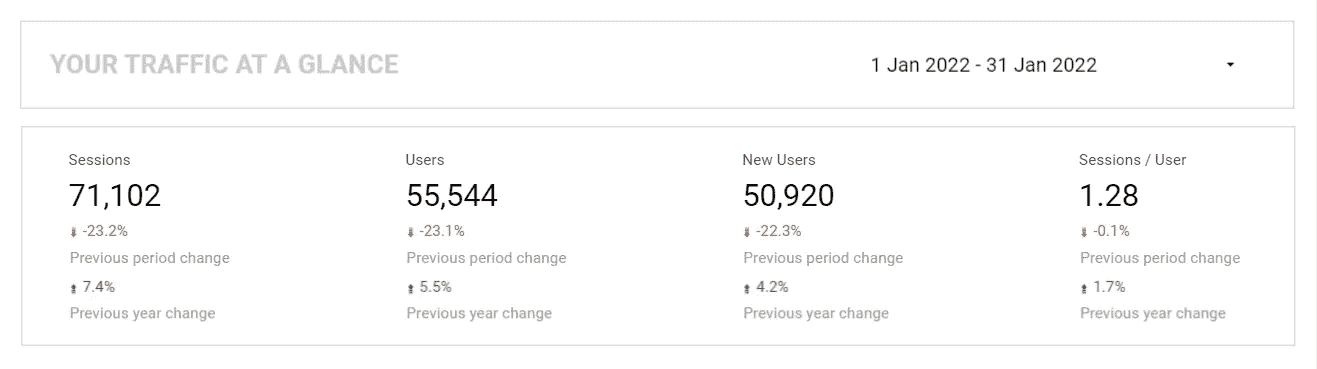 YOUR TRAFFIC AT A GLANCE 1 Jan 2022 - 31 Jan 2022
Sessions Users New Users Sessions / User
71,102 55,544 50,920 1.28
-23.2% -23.1% -22.3% -0.1%
Previous period change Previous period change Previous period change Previous period change
7.4% 5.5% 4.2% 1.7%
Previous year change Previous year change Previous year change Previous year change